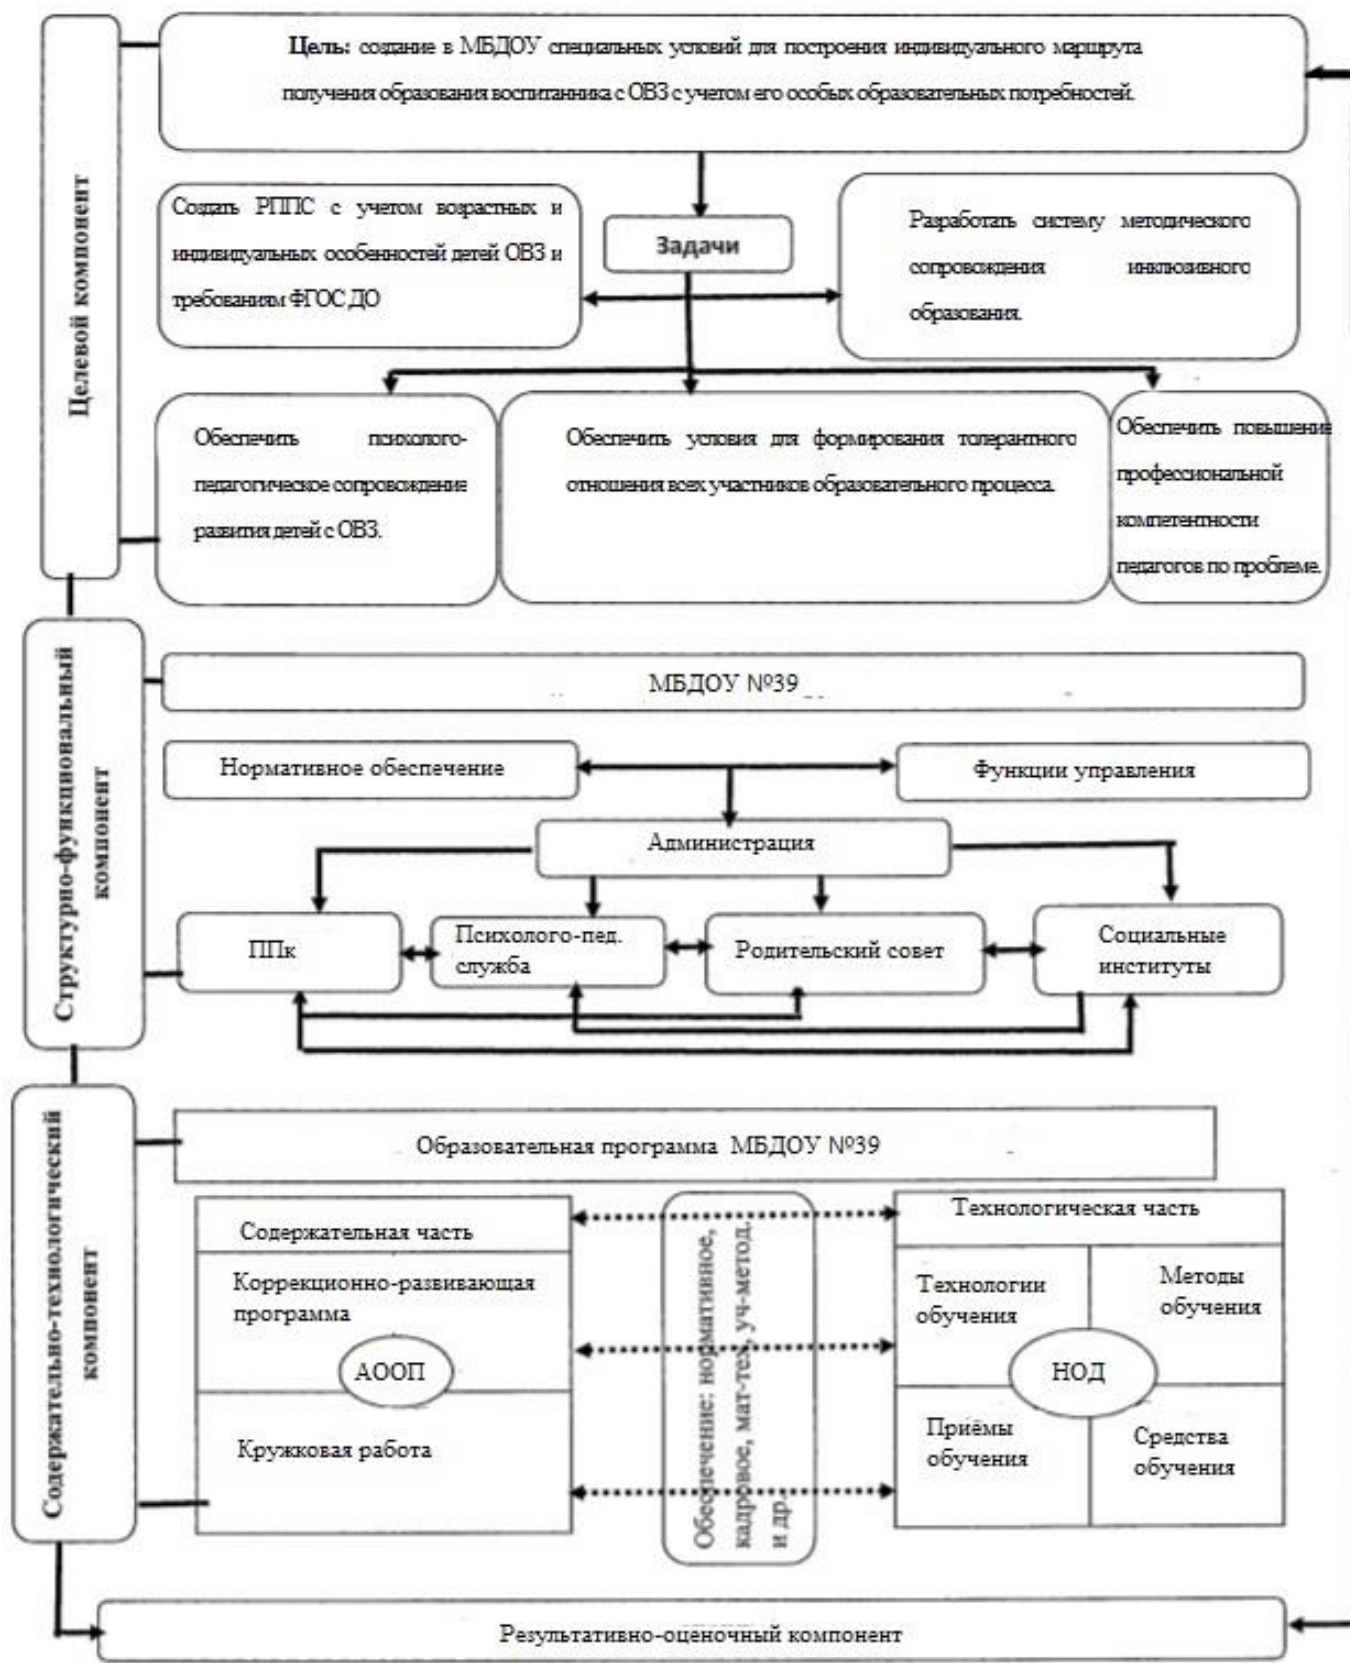 Цель: создание в МБДОУ специальных условий для построения индивидуального маршрута
получения образования воспитанника с ОВЗ с учетом его особых образовательных потребностей.
Целевой компонент
Создать РППС с учетом возрастных и
индивидуальных особенностей детей ОВЗ и
требованиям ФГОС ДО
Задачи
Разработать систему методического
сопровождения инклюзивного
образования.
Обеспечить психолого-
педагогическое сопровождение
развития детей с ОВЗ.
Обеспечить условия для формирования толерантного
отношения всех участников образовательного процесса.
Обеспечить повышение
профессиональной
компетентности
педагогов по проблеме.
Структурно-функциональный
компонент
МБДОУ №39
Нормативное обеспечение
Функции управления
Администрация
ППк
Психолого-пед.
служба
Родительский совет
Социальные
институты
Содержательно-технологический
компонент
Образовательная программа МБДОУ №39
Содержательная часть
Коррекционно-развивающая
программа
АООП
Кружковая работа
Обеспечение: нормативное,
кадровое, мат-тех, уч-метод.
и др.
Технологическая часть
Технологии
обучения
Методы
обучения
НОД
Приёмы
обучения
Средства
обучения
Результативно-оценочный компонент